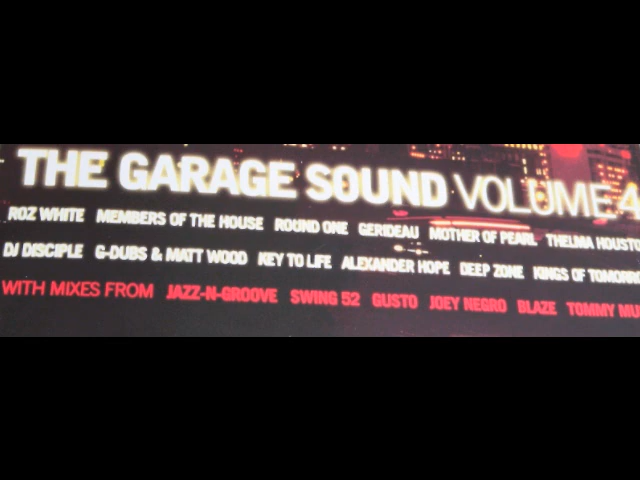 THE GARAGE SOUND VOLUME 4
ROZ WHITE MEMBERS OF THE HOUSE ROUND ONE GERIDEAU MOTHER OF PEARL THELMA HOUSTO
DJ DISCIPLE G-DUBS & MATT WOOD KEY TO LIFE ALEXANDER HOPE DEEP ZONE KINGS OF TOMORR
WITH MIXES FROM JAZZ-N-GROOVE SWING 52 GUSTO JOEY NEGRO BLAZE TOMMY MU